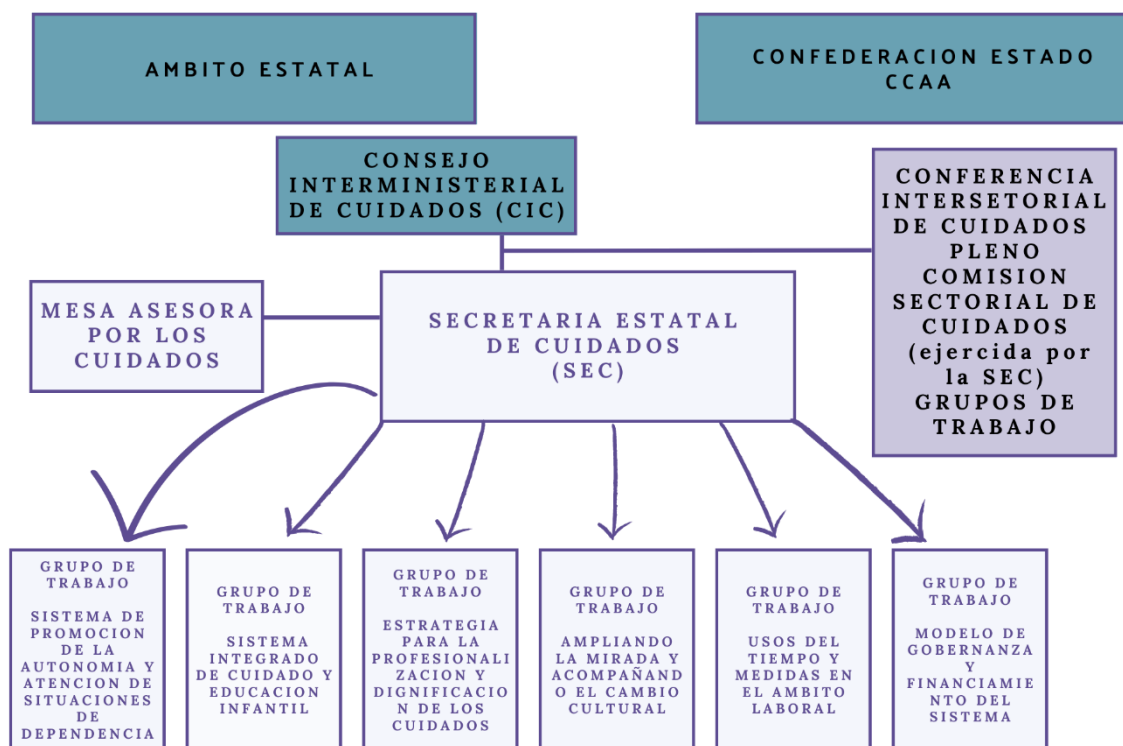 AMBITO ESTATAL
CONFEDERACION ESTADO
CCAA
CONSEJO
INTERMINISTERIAL
DE CUIDADOS (CIC)
CONFERENCIA
INTERSETORIAL
DE CUIDADOS
PLENO
COMISION
SECTORIAL DE
CUIDADOS
(ejercida por
la SEC)
GRUPOS DE
TRABAJO
MESA ASESORA
POR LOS
CUIDADOS
SECRETARIA ESTATAL
DE CUIDADOS
(SEC)
GRUPO DE
TRABAJO
SISTEMA DE
PROMOCION
DE LA
AUTONOMIA Y
ATENCION DE
SITUACIONES
DE
DEPENDENCIA
GRUPO DE
TRABAJO
SISTEMA
INTEGRADO
DE CUIDADO Y
EDUCACION
INFANTIL
GRUPO DE
TRABAJO
ESTRATEGIA
PARA LA
PROFESIONALI
ZACION Y
DIGNIFICACIO
N DE LOS
CUIDADOS
GRUPO DE
TRABAJO
AMPLIANDO
LA MIRADA Y
ACOMPAÑAND
O EL CAMBIO
CULTURAL
GRUPO DE
TRABAJO
USOS DEL
TIEMPO Y
MEDIDAS EN
EL AMBITO
LABORAL
GRUPO DE
TRABAJO
MODELO DE
GOBERNANZA
Y
FINANCIAMIE
NTO DEL
SISTEMA